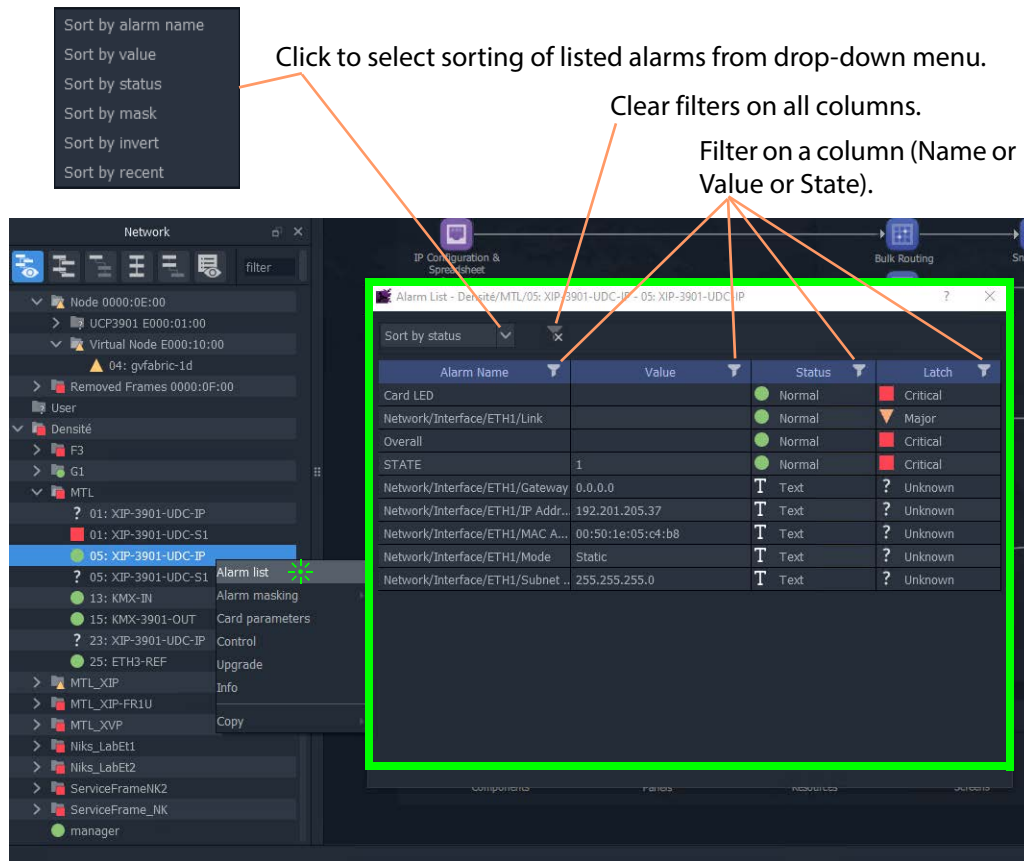 Sort by alarm name
Sort by value
Sort by status
Sort by mask
Sort by invert
Sort by recent
Click to select sorting of listed alarms from drop-down menu.
Clear filters on all columns.
Filter on a column (Name or
Value or State).
Network
filter
Node 0000:0E:00
UCP3901 E000:01:00
Virtual Node E000:10:00
04: gvfabric-1d
Removed Frames 0000:0F:00
User
Densité
F3
G1
MTL
01: XIP-3901-UDC-IP
01: XIP-3901-UDC-S1
05: XIP-3901-UDC-IP
05: XIP-3901-UDC-S1
13: KMX-IN
15: KMX-3901-OUT
23: XIP-3901-UDC-IP
25: ETH3-REF
MTL_XIP
MTL_XIP-FR1U
MTL_XVP
Niks_LabEt1
Niks_LabEt2
ServiceFrameNK2
ServiceFrame_NK
manager
Alarm list
Alarm masking
Card parameters
Control
Upgrade
Info
Copy
IP Configuration &
Spreadsheet
Bulk Routing
Sn
Alarm List - Densité/MTL/05: XIP-3901-UDC-IP - 05: XIP-3901-UDC-IP ? ×
Sort by status
Alarm Name Value Status Latch
Card LED Normal Critical
Network/Interface/ETH1/Link Normal Major
Overall Normal Critical
STATE 1 Normal Critical
Network/Interface/ETH1/Gateway 0.0.0.0 T Text ? Unknown
Network/Interface/ETH1/IP Addr... 192.201.205.37 T Text ? Unknown
Network/Interface/ETH1/MAC A... 00:50:1e:05:c4:b8 T Text ? Unknown
Network/Interface/ETH1/Mode Static T Text ? Unknown
Network/Interface/ETH1/Subnet .. 255.255.255.0 T Text ? Unknown
Components Panels Resources Screens